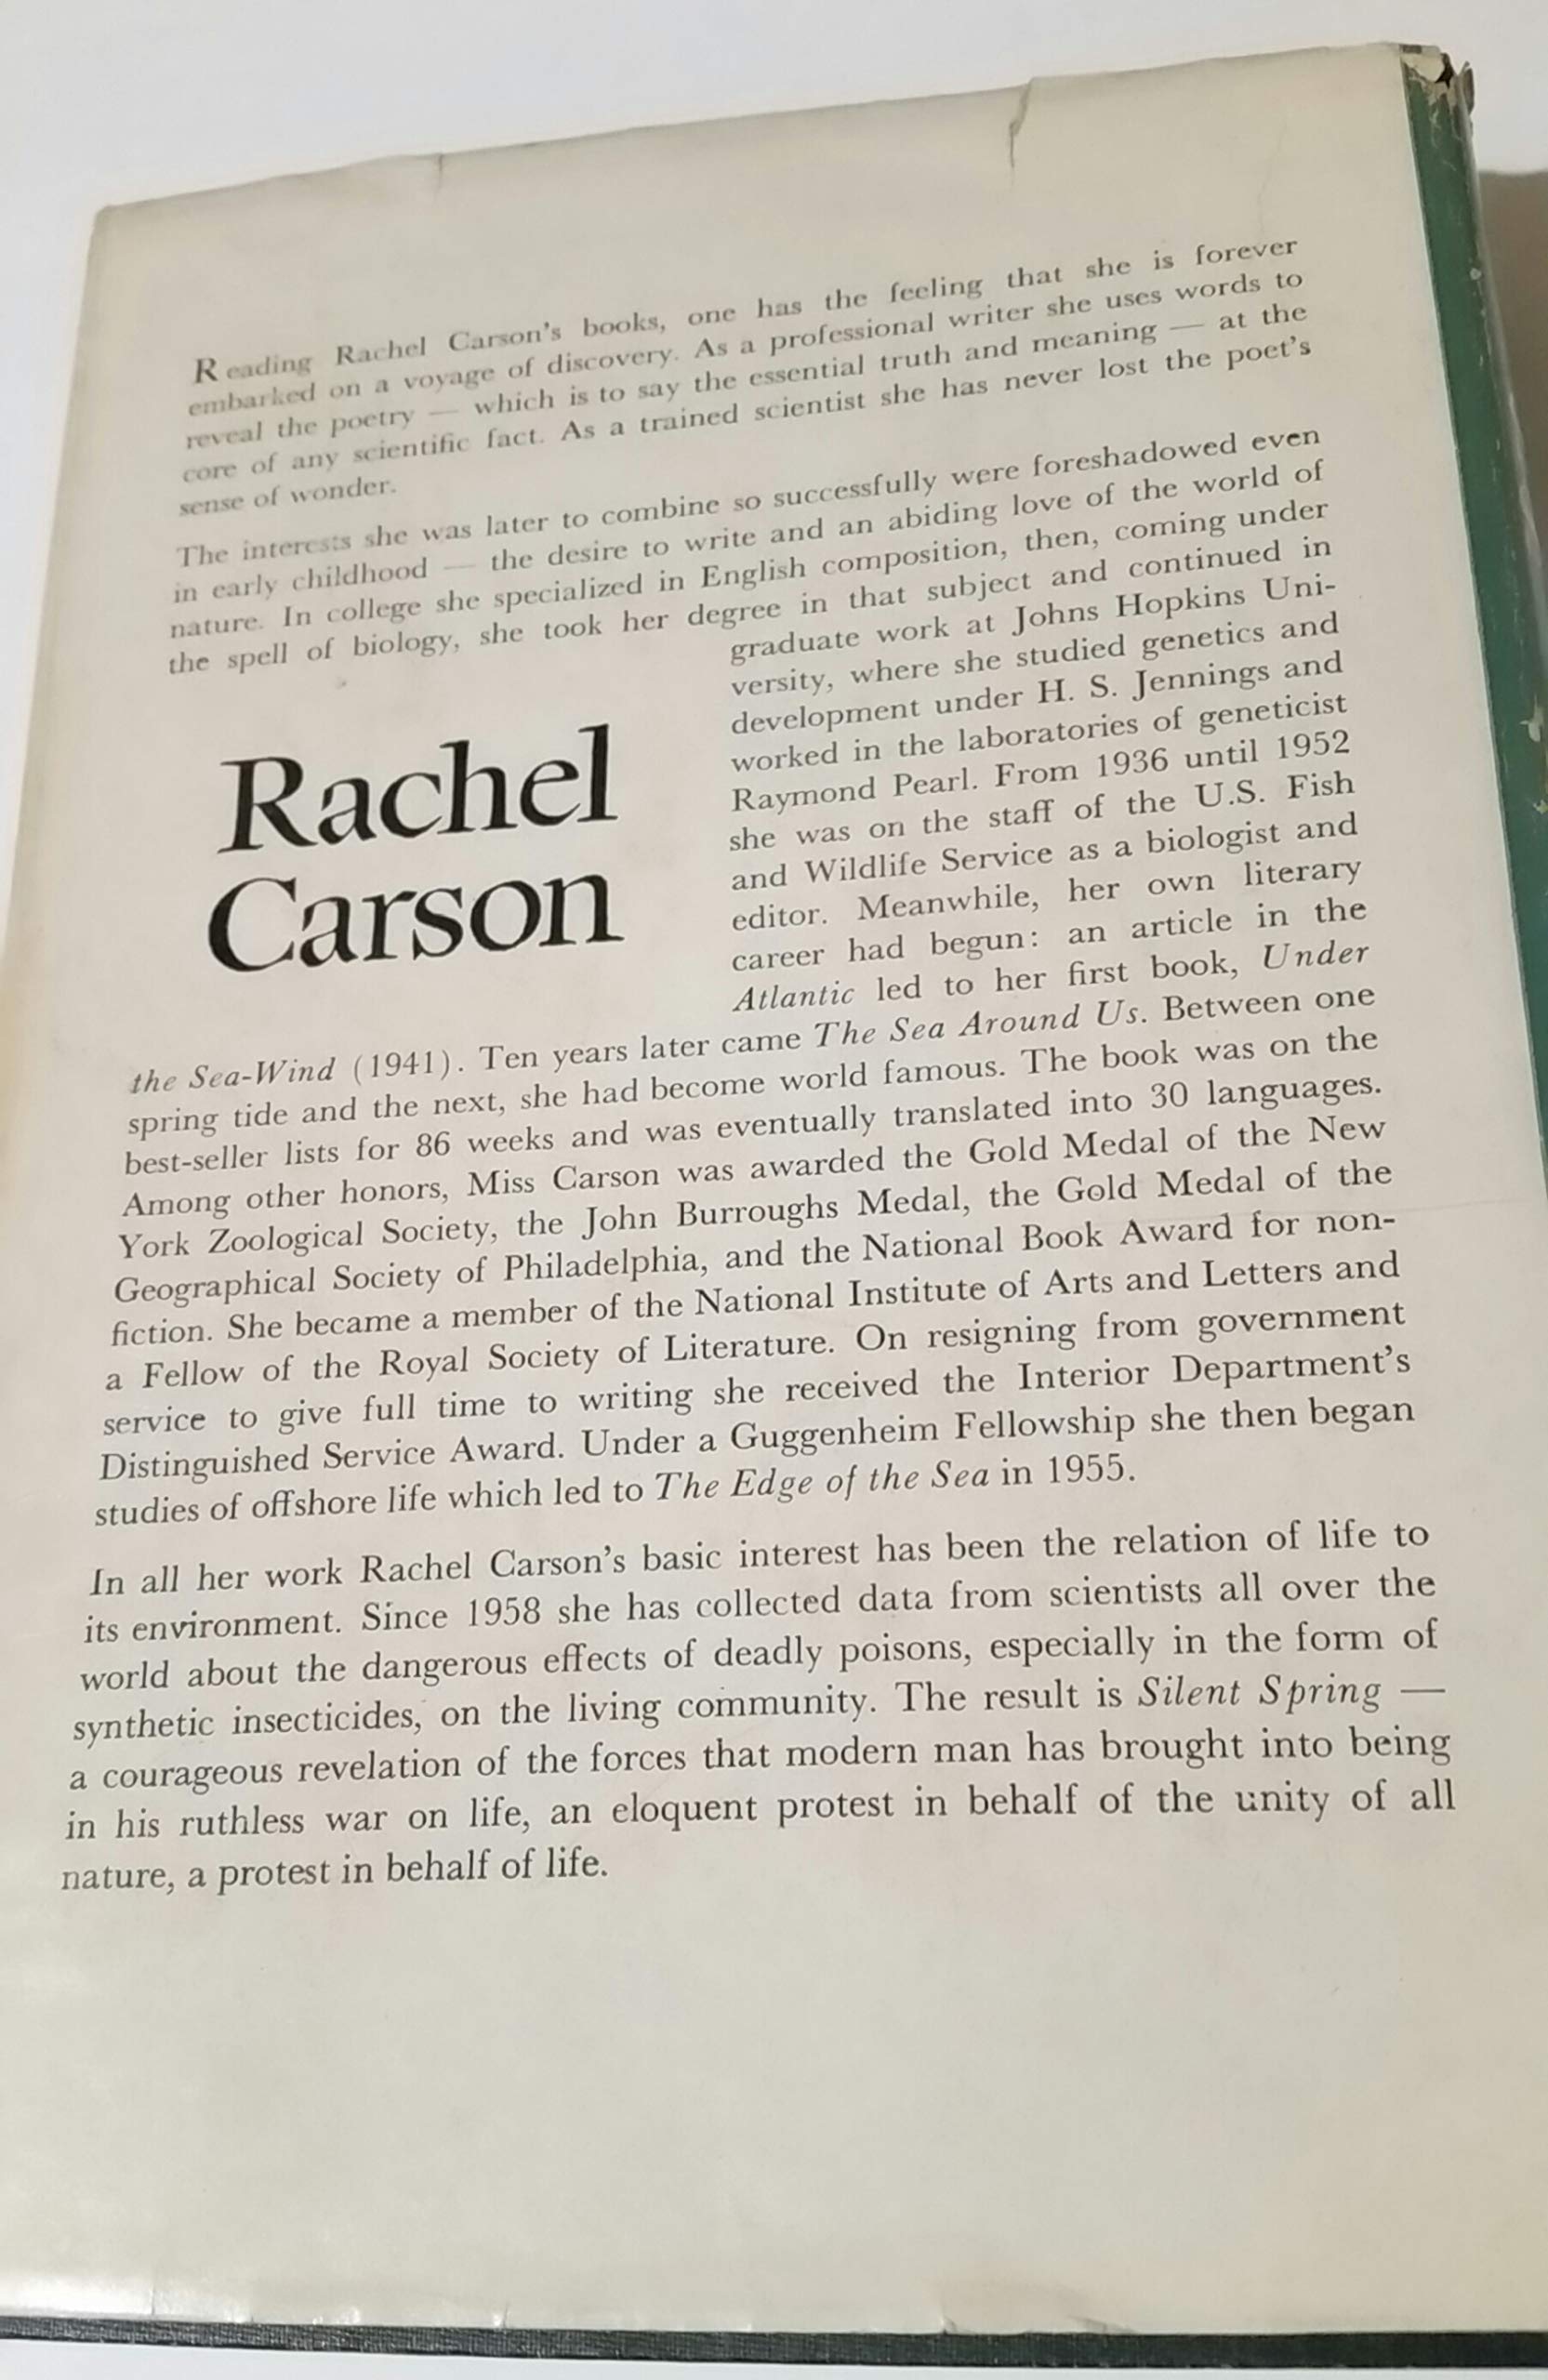 Reading Rachel Carson's books, one has the feeling that she is forever
embarked on a voyage of discovery. As a professional writer she uses words to
reveal the poetry — which is to say the essential truth and meaning — at the
core of any scientific fact. As a trained scientist she has never lost the poet's
sense of wonder.
The interests she was later to combine so successfully were foreshadowed even
in early childhood — the desire to write and an abiding love of the world of
nature. In college she specialized in English composition, then, coming under
the spell of biology, she took her degree in that subject and continued in
graduate work at Johns Hopkins Uni-
versity, where she studied genetics and
development under H. S. Jennings and
worked in the laboratories of geneticist
Raymond Pearl. From 1936 until 1952
she was on the staff of the U.S. Fish
and Wildlife Service as a biologist and
editor. Meanwhile, her own literary
career had begun: an article in the
Atlantic led to her first book, Under
Rachel
Carson
the Sea-Wind (1941). Ten years later came The Sea Around Us. Between one
spring tide and the next, she had become world famous. The book was on the
best-seller lists for 86 weeks and was eventually translated into 30 languages.
Among other honors, Miss Carson was awarded the Gold Medal of the New
York Zoological Society, the John Burroughs Medal, the Gold Medal of the
Geographical Society of Philadelphia, and the National Book Award for non-
fiction. She became a member of the National Institute of Arts and Letters and
a Fellow of the Royal Society of Literature. On resigning from government
service to give full time to writing she received the Interior Department's
Distinguished Service Award. Under a Guggenheim Fellowship she then began
studies of offshore life which led to The Edge of the Sea in 1955.
In all her work Rachel Carson's basic interest has been the relation of life to
its environment. Since 1958 she has collected data from scientists all over the
world about the dangerous effects of deadly poisons, especially in the form of
synthetic insecticides, on the living community. The result is Silent Spring —
a courageous revelation of the forces that modern man has brought into being
in his ruthless war on life, an eloquent protest in behalf of the unity of all
nature, a protest in behalf of life.